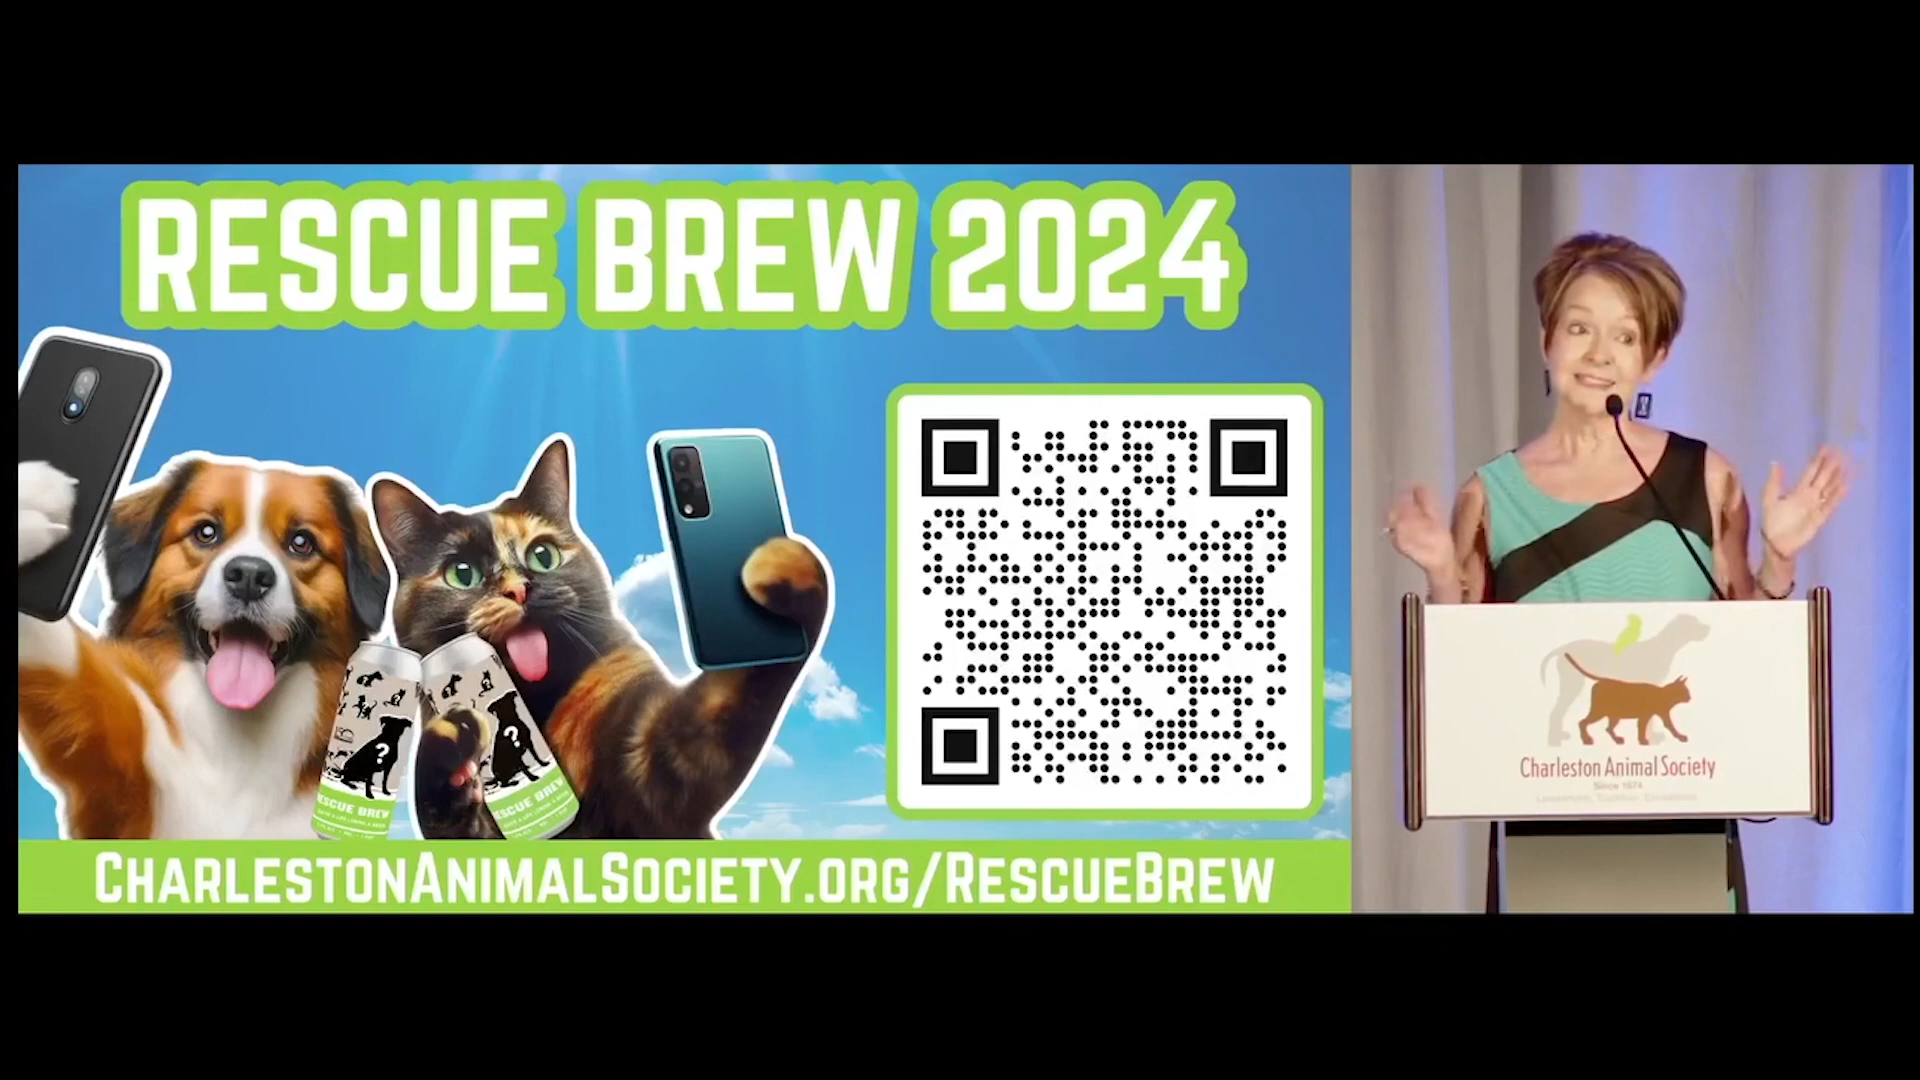 RESCUE BREW 2024
?
?
RESCUE BREW
RESCUE BREW
CHARLESTONANIMALSOCIETY.ORG/RESCUEBREW
Charleston Animal Society
Since 1874